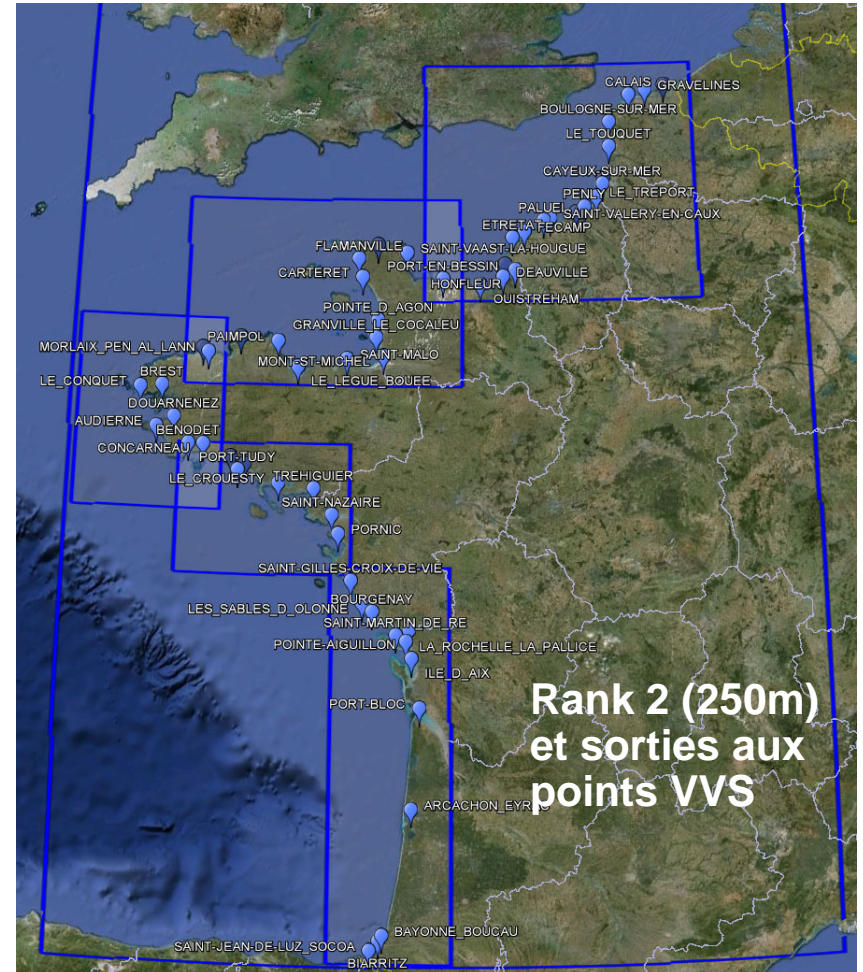 CALAIS
GRAVELINES
BOULOGNE-SUR-MER
LE_TOUQUET
CAYEUX-SUR-MER
PENLY
LE_TREPORT
PALUEL
SAINT-VALERY-EN-CAUX
ETRETAT
FECAMP
FLAMANVILLE
SAINT-VAAST-LA-HOUGUE
PORT-EN-BESSIN
CARTERET
DEAUVILLE
HONFLEUR
OUISTREHAM
POINTE_D_AGON
GRANVILLE_LE_COCALEU
PAIMPOL
MORLAIX_PEN_AL_LANN
SAINT-MALO
MONT-ST-MICHEL
BREST
LE_CONQUET
LE_LEGUE_BOUEE
DOUARNENEZ
AUDIERNE
BENODET
CONCARNEAU
PORT-TUDY
LE_CROUESTY
TREHIGUIER
SAINT-NAZAIRE
PORNIC
SAINT-GILLES-CROIX-DE-VIE
BOURGENAY
LES_SABLES_D_OLONNE
SAINT-MARTIN_DE_RE
POINTE-AIGUILLON
LA_ROCHELLE_LA_PALLICE
ILE_D_AIX
PORT-BLOC
Rank 2 (250m)
et sorties aux
points VVS
ARCACHON_EYRAC
BAYONNE_BOUCAU
SAINT-JEAN-DE-LUZ_SOCOA
BIARRITZ